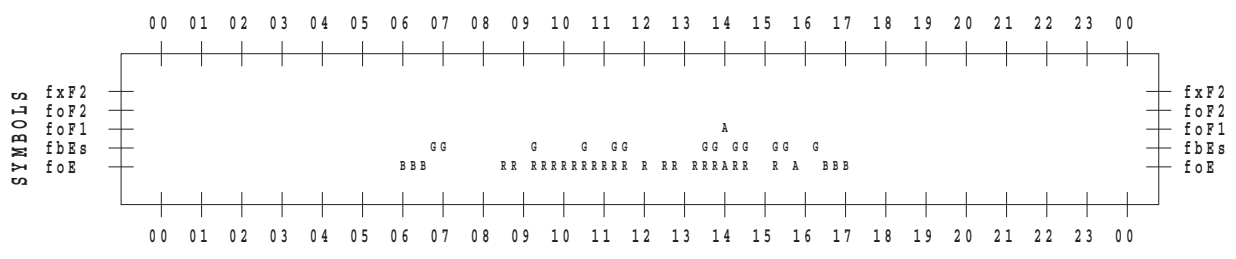 00 01 02 03 04 05 06 07 08 09 10 11 12 13 14 15 16 17 18 19 20 21 22 23 00
SYMBOLS
fxF2 fxF2
foF2 foF2
foF1 A foF1
fbEs GG G G GG GG GG GG G fbEs
foE BBB RR RRRRRRRRRR R RR RRRARR R A BBB foE
00 01 02 03 04 05 06 07 08 09 10 11 12 13 14 15 16 17 18 19 20 21 22 23 00